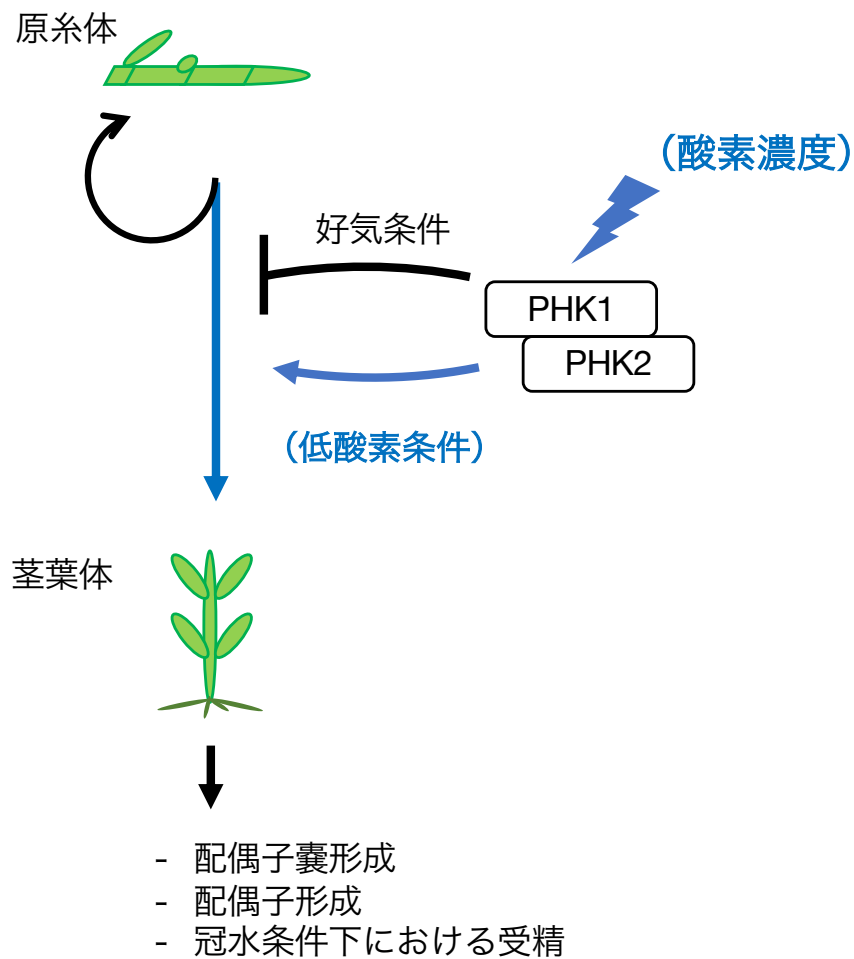 原糸体
（酸素濃度）
好気条件
PHK1
PHK2
（低酸素条件）
茎葉体
- 配偶子嚢形成
- 配偶子形成
- 冠水条件下における受精